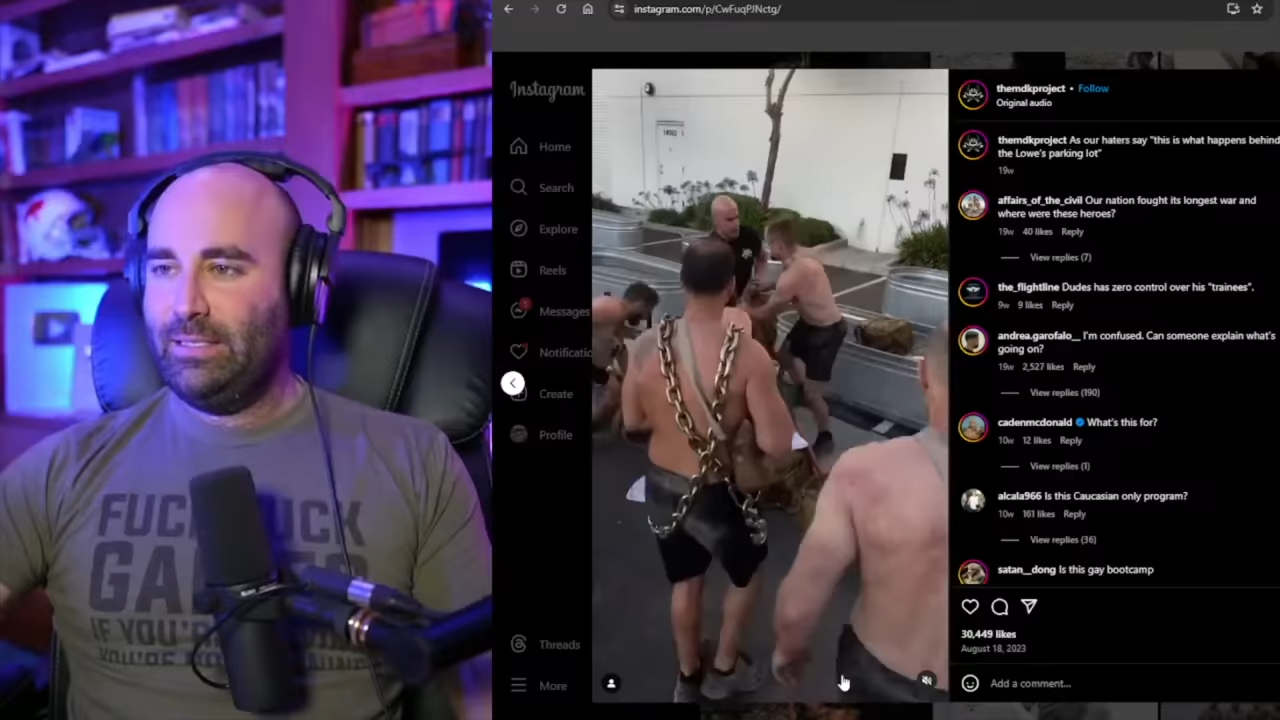 instagram.com/p/CwFuqPJNctg/
Instagram
Home
Search
Explore
Reels
Messages
Notificatio
Create
Profile
Threads
More
themdkproject • Follow
Original audio
themdkproject As our haters say "this is what happens behind
the Lowe's parking lot"
19w
affairs_of_the_civil Our nation fought its longest war and
where were these heroes?
19w 40 likes Reply
View replies (7)
the_flightline Dudes has zero control over his "trainees".
9w 9 likes Reply
andrea.garofalo__ I'm confused. Can someone explain what's
going on?
19w 2,527 likes Reply
View replies (190)
cadenmcdonald What's this for?
10w 12 likes Reply
View replies (1)
alcala966 Is this Caucasian only program?
10w 161 likes Reply
View replies (36)
satan__dong Is this gay bootcamp
30,449 likes
August 18, 2023
Add a comment...
FUC UCK
GA
IF YOU'R